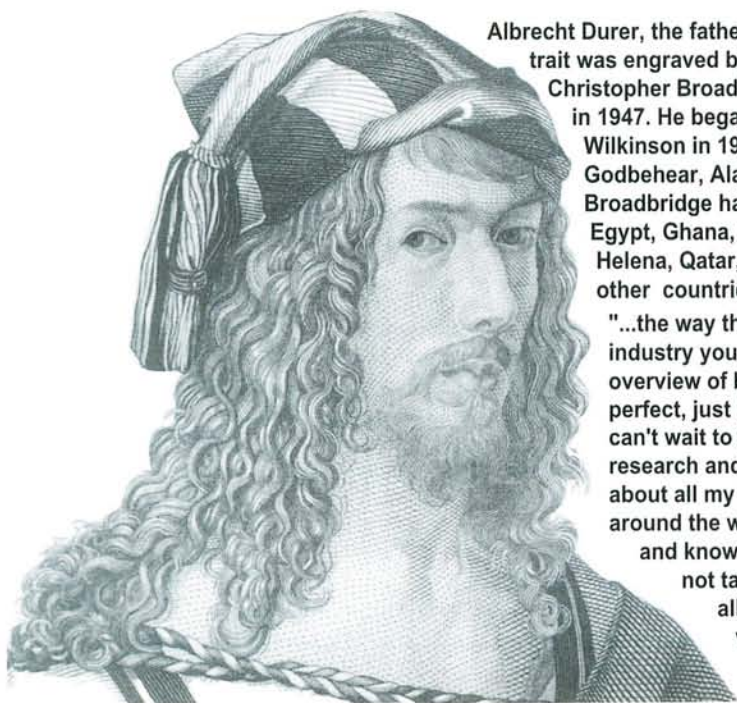 Albrecht Durer, the fathe
trait was engraved b
Christopher Broad
in 1947. He bega
Wilkinson in 19
Godbehear, Ala
Broadbridge ha
Egypt, Ghana,
Helena, Qatar,
other countrie
"...the way th
industry you
overview of
perfect, just
can't wait to
research and
about all my
around the w
and know
not ta
all